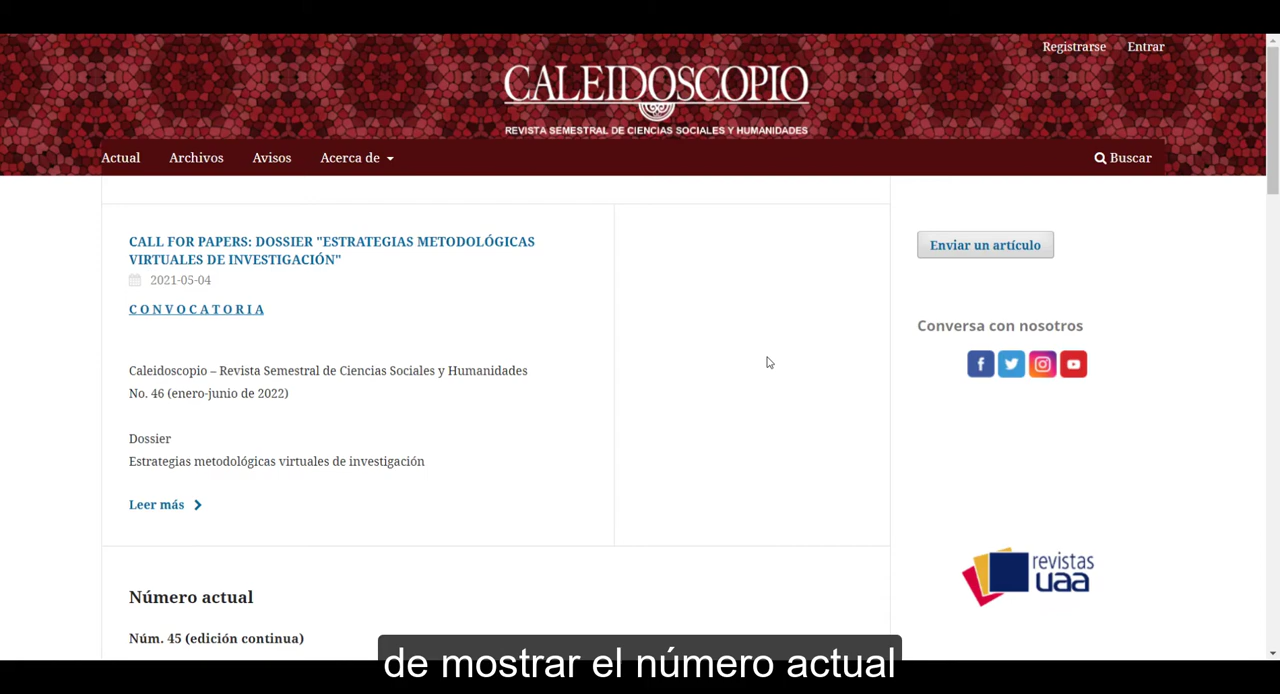 Registrarse Entrar
CALEIDOSCOPIO
REVISTA SEMESTRAL DE CIENCIAS SOCIALES Y HUMANIDADES
Actual Archivos Avisos Acerca de Buscar
CALL FOR PAPERS: DOSSIER "ESTRATEGIAS METODOLÓGICAS
VIRTUALES DE INVESTIGACIÓN"
2021-05-04
C O N V O C A T O R I A
Caleidoscopio – Revista Semestral de Ciencias Sociales y Humanidades
No. 46 (enero-junio de 2022)
Dossier
Estrategias metodológicas virtuales de investigación
Leer más
Número actual
Núm. 45 (edición continua)
Enviar un artículo
Conversa con nosotros
revistas
uaa
de mostrar el número actual